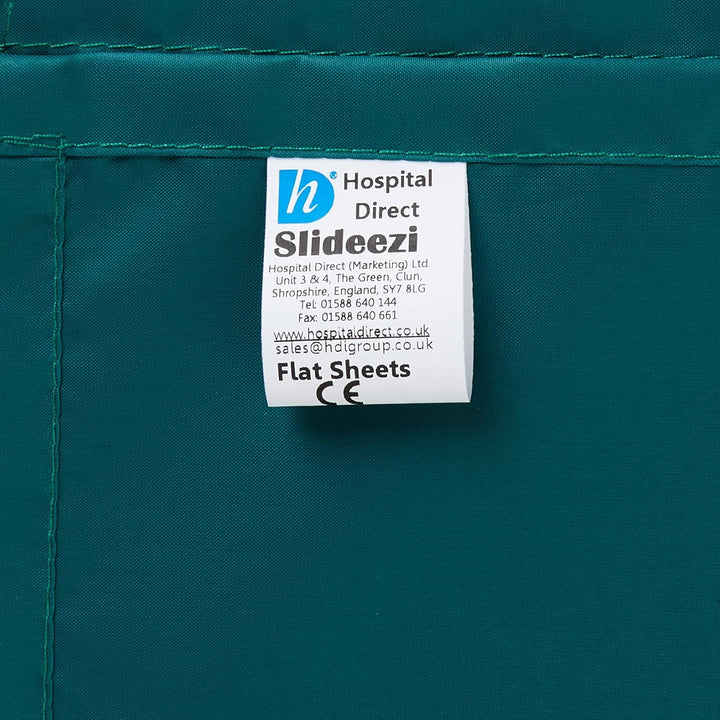 h® Hospital
Direct
Slideezi
Hospital Direct (Marketing) Ltd.
Unit 3 & 4, The Green, Clun,
Shropshire, England, SY7 8LG
Tel: 01588 640 144
Fax: 01588 640 661
www.hospitaldirect.co.uk
sales@hdigroup.co.uk
Flat Sheets
CE